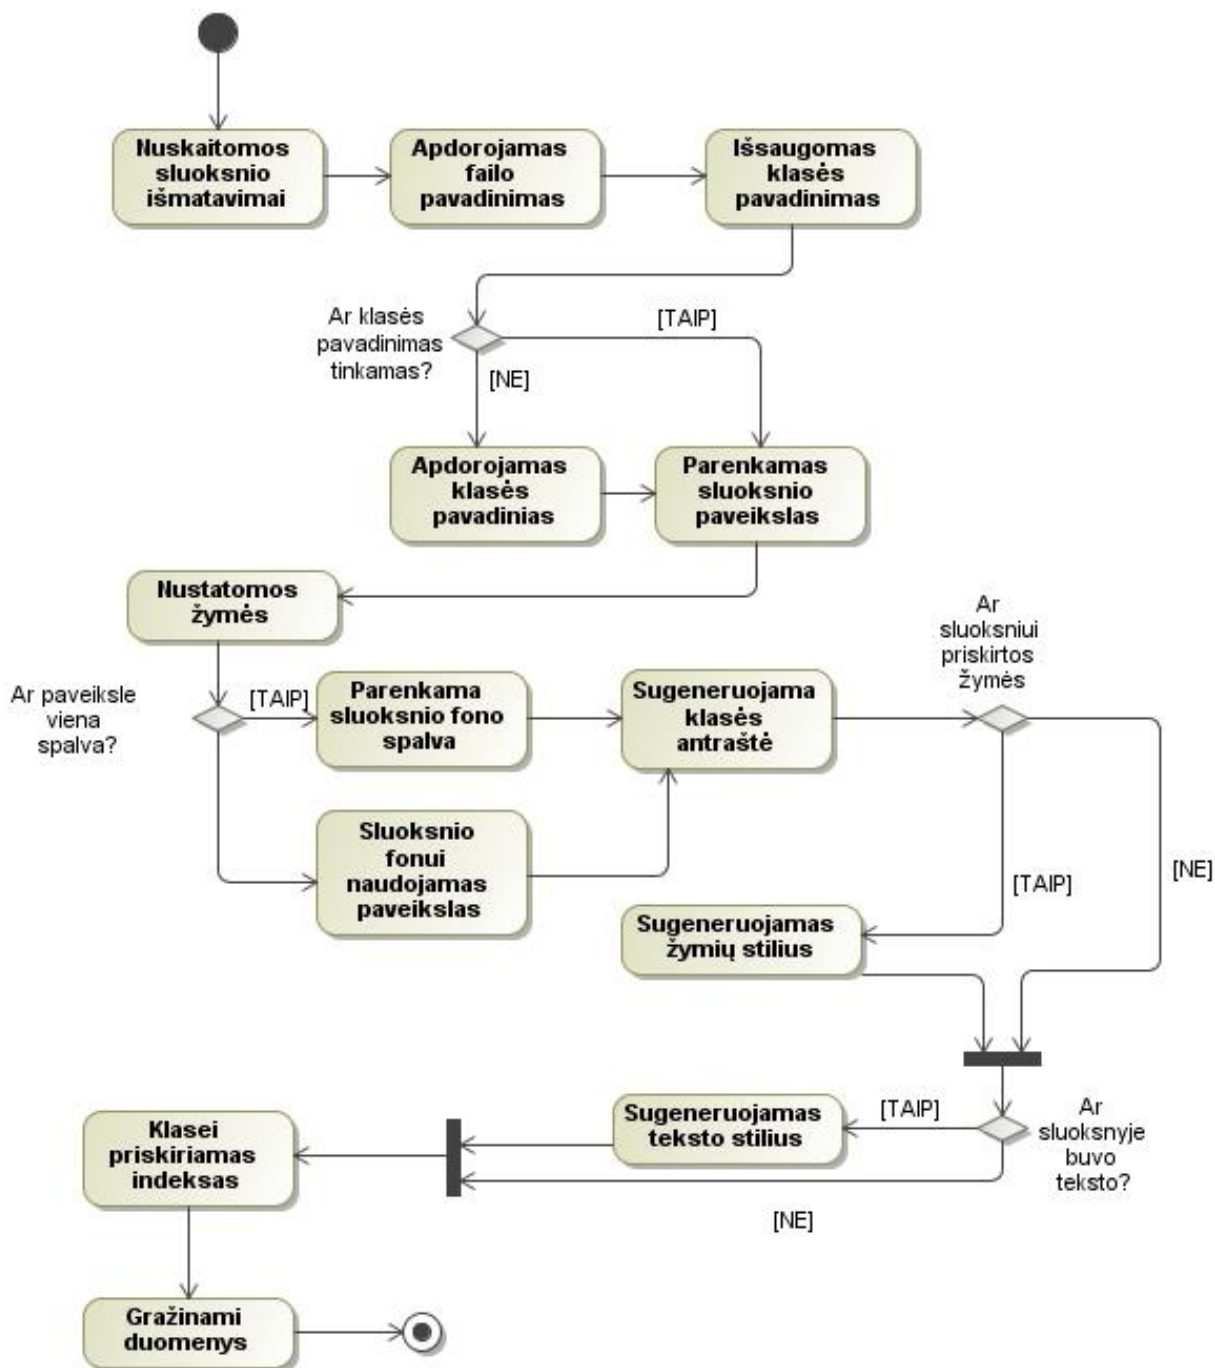 Nuskaitomos
sluoksnio
išmatavimai
Apdorojamas
failo
pavadinimas
Išsaugomas
klasės
pavadinimas
Ar klasės
pavadinimas
tinkamas?
[TAIP]
[NE]
Apdorojamas
klasės
pavadinias
Parenkamas
sluoksnio
paveikslas
Nustatomos
žymės
Ar paveiksle
viena
spalva?
[TAIP]
Parenkama
sluoksnio fono
spalva
Sugeneruojama
klasės
antraštė
Ar
sluoksniui
priskirtos
žymės
Sluoksnio
fonui
naudojamas
paveikslas
[TAIP]
[NE]
Sugeneruojamas
žymių stilius
Ar
sluoksnyje
buvo
teksto?
[TAIP]
Sugeneruojamas
teksto stilius
[NE]
Klasei
priskiriamas
indeksas
Gražinami
duomenys